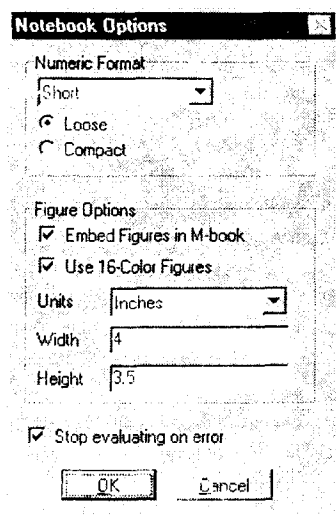 Notebook Options
Numeric Format
Short
Loose
Compact
Figure Options
Embed Figures in M-book
Use 16-Color Figures
Units Inches
Width 4
Height 3.5
Stop evaluating on error
OK Cancel